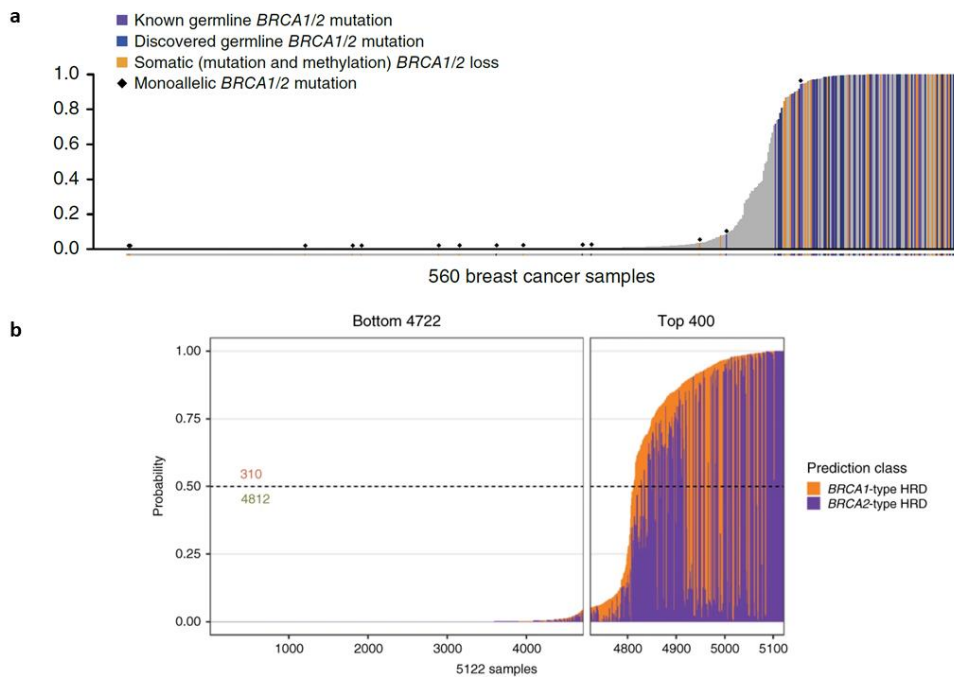 a
Known germline BRCA1/2 mutation
Discovered germline BRCA1/2 mutation
Somatic (mutation and methylation) BRCA1/2 loss
Monoallelic BRCA1/2 mutation
1.0
0.8
0.6
0.4
0.2
0.0
560 breast cancer samples
b
Bottom 4722
Top 400
1.00
0.75
0.50
0.25
0.00
Probability
310
4812
1000
2000
3000
4000
4800
4900
5000
5100
5122 samples
Prediction class
BRCA1-type HRD
BRCA2-type HRD